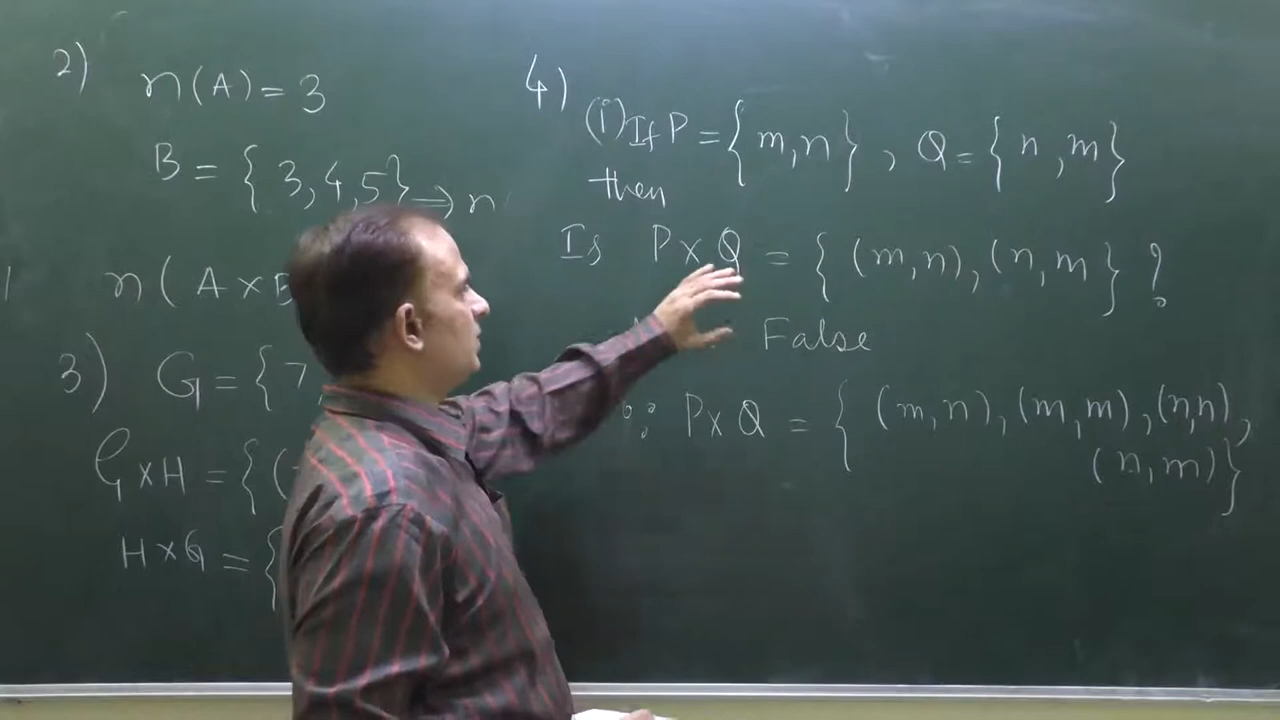 2) n(A) = 3
B = { 3, 4, 5 } ⇒ n
n( A × B
3) G = { 7
G × H = { (
H × G = {
4) (i) If P = { m, n } , Q = { n , m }
then
Is P × Q = { (m, n), (n, m } ?
False
∵ P × Q = { (m, n), (m, m), (n, n),
(n, m) }